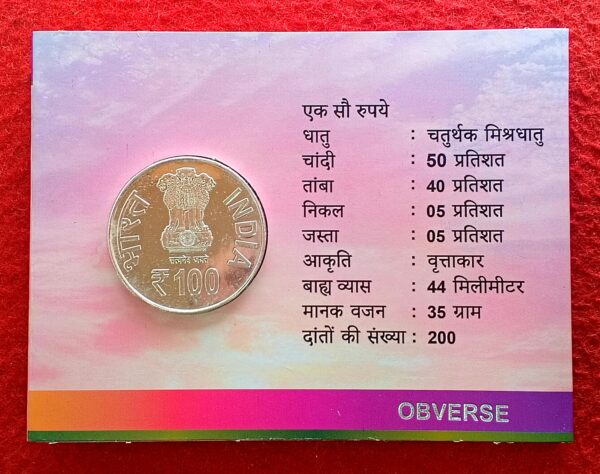 भारत
INDIA
सत्यमेव जयते
₹ 100
एक सौ रुपये
धातु : चतुर्थक मिश्रधातु
चांदी : 50 प्रतिशत
तांबा : 40 प्रतिशत
निकल : 05 प्रतिशत
जस्ता : 05 प्रतिशत
आकृति : वृत्ताकार
बाह्य व्यास : 44 मिलीमीटर
मानक वजन : 35 ग्राम
दांतों की संख्या : 200
OBVERSE